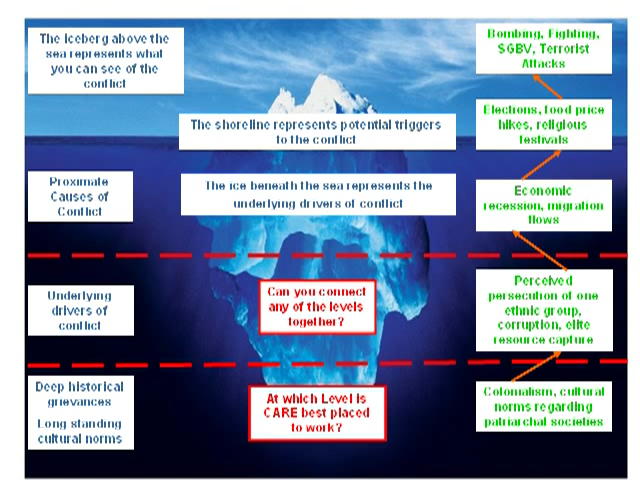 The iceberg above the
sea represents what
you can see of the
conflict
Bombing, Fighting,
SGBV, Terrorist
Attacks
The shoreline represents potential triggers
to the conflict
Elections, food price
hikes, religious
festivals
Proximate
Causes of
Conflict
The ice beneath the sea represents the
underlying drivers of conflict
Economic
recession, migration
flows
Underlying
drivers of
conflict
Can you connect
any of the levels
together?
Perceived
persecution of one
ethnic group,
corruption, elite
resource capture
Deep historical
grievances
Long standing
cultural norms
At which Level is
CARE best placed
to work?
Colonialism, cultural
norms regarding
patriarchal societies